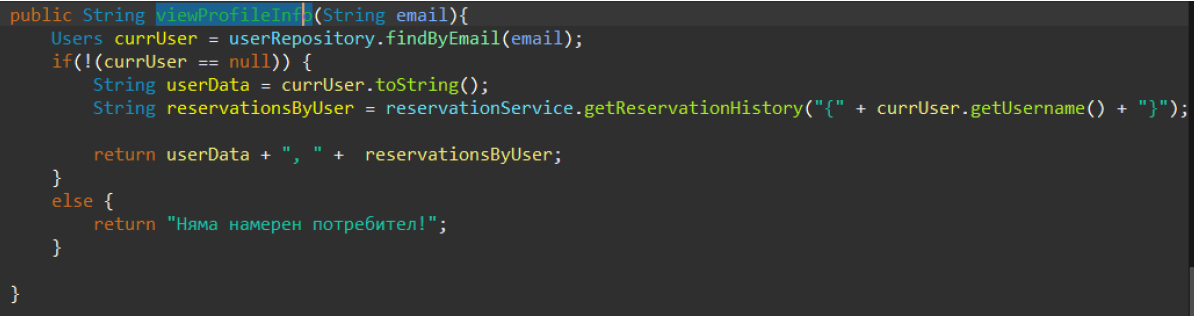 public String viewProfileInfo(String email){
Users currUser = userRepository.findByEmail(email);
if(!(currUser == null)) {
String userData = currUser.toString();
String reservationsByUser = reservationService.getReservationHistory("{" + currUser.getUsername() + "}");
return userData + ", " +  reservationsByUser;
}
else {
return "Няма намерен потребител!";
}
}